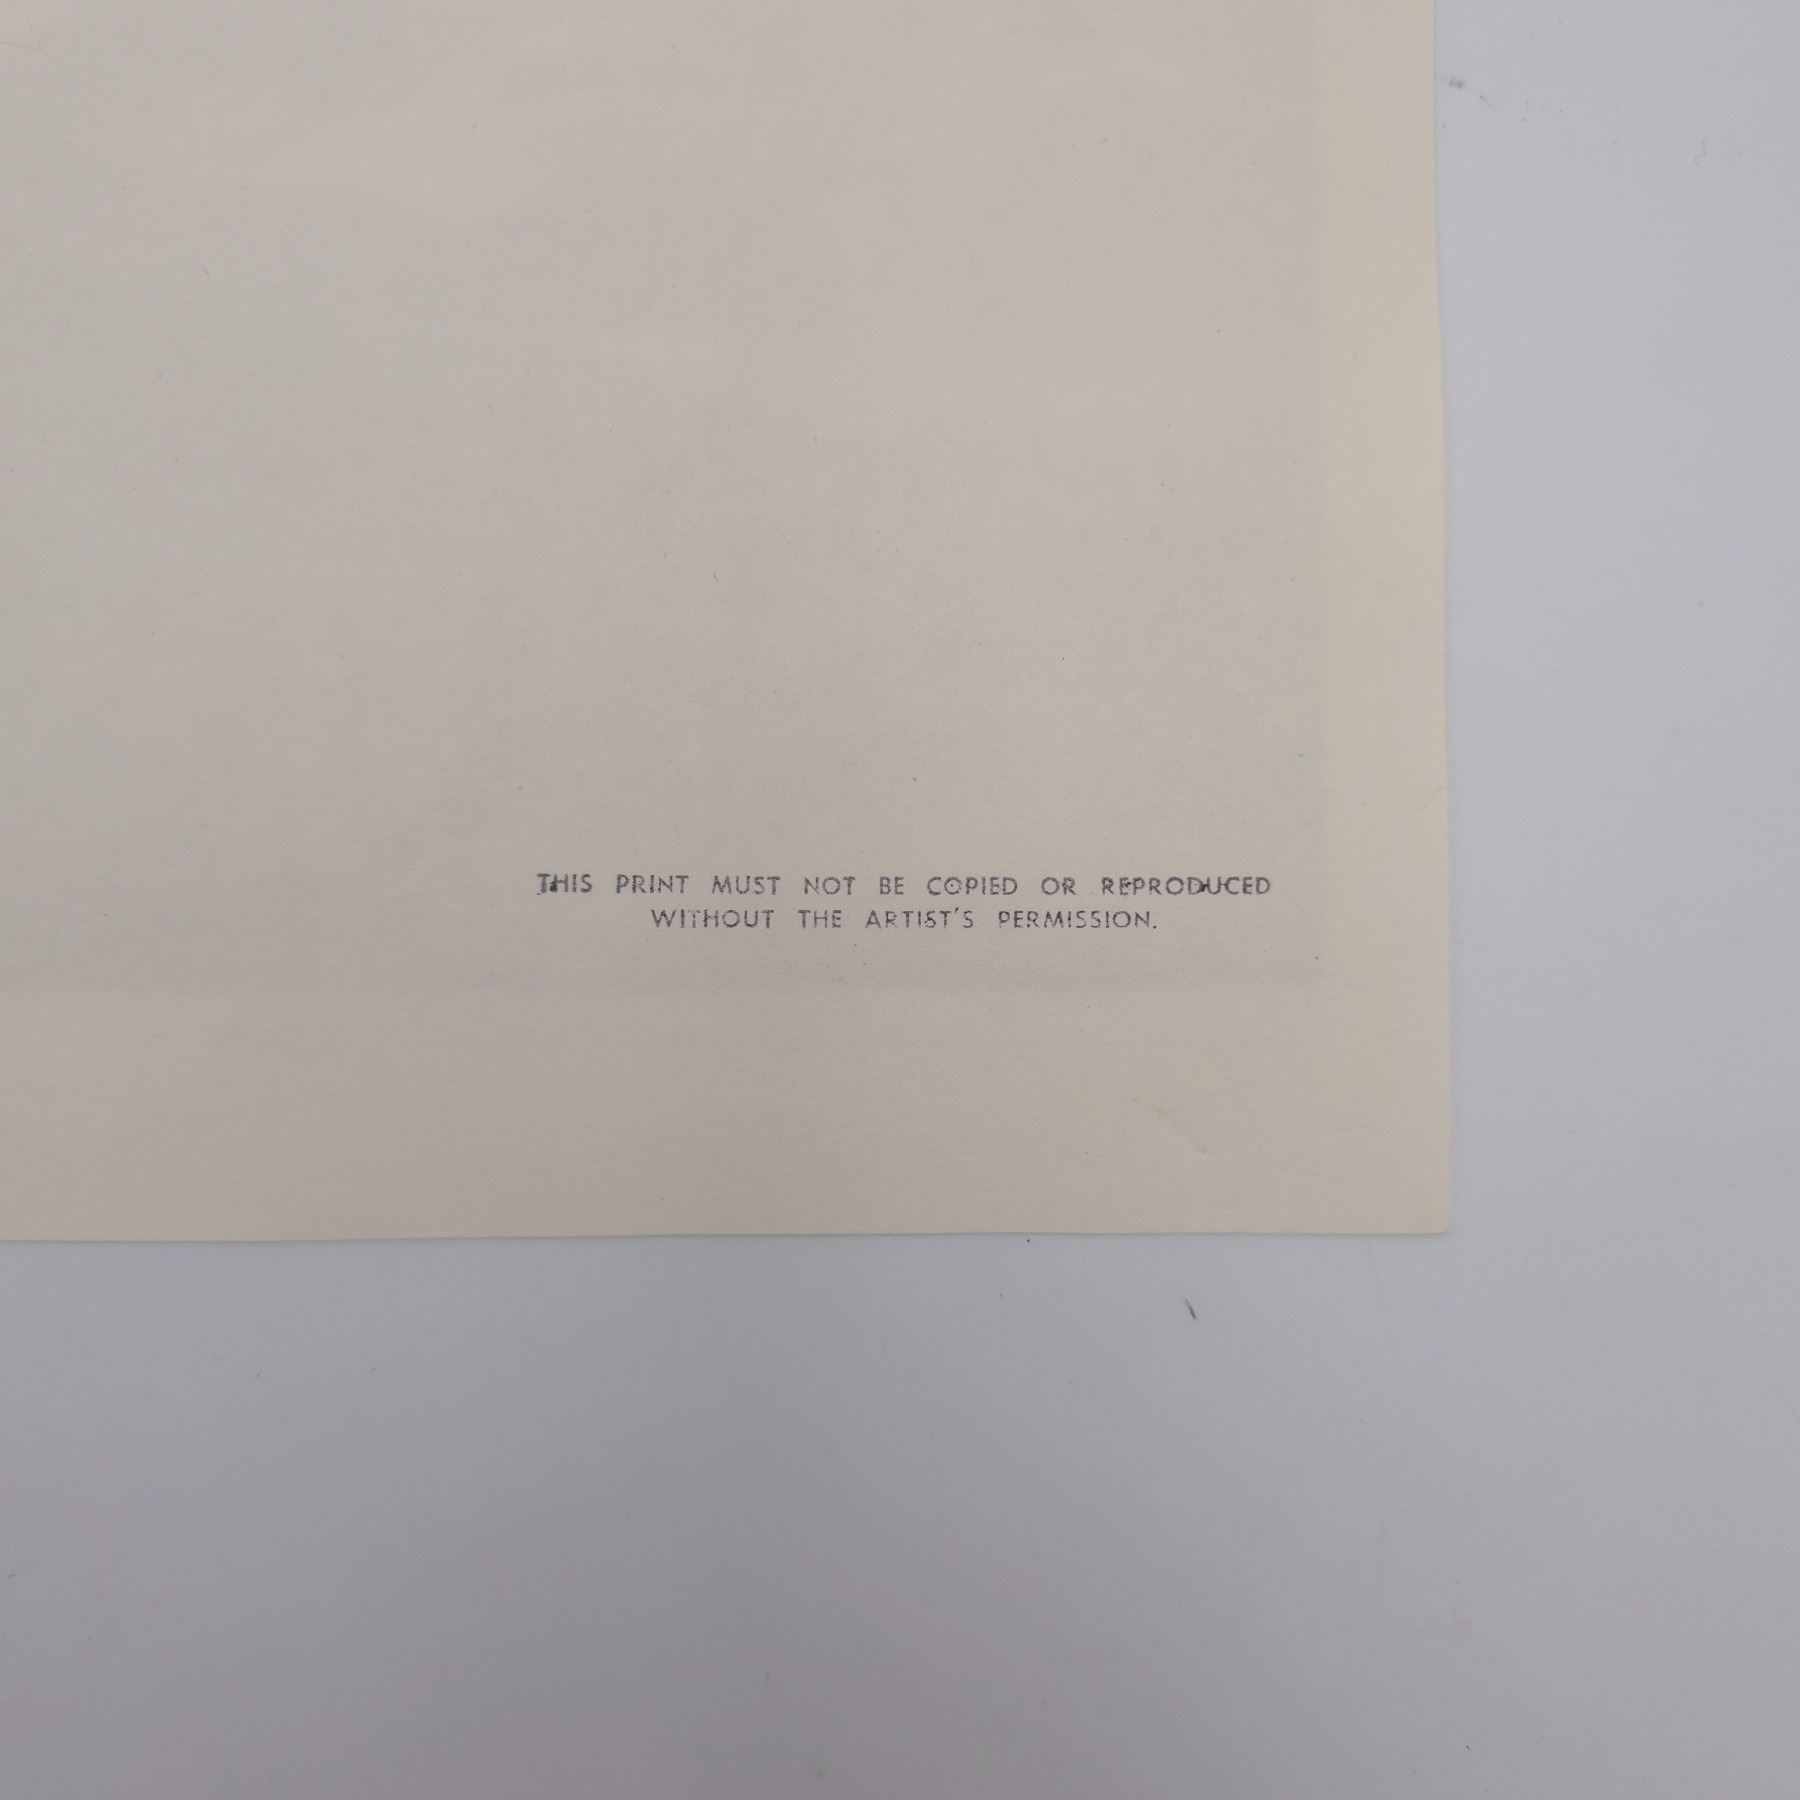 THIS PRINT MUST NOT BE COPIED OR REPRODUCED
WITHOUT THE ARTIST'S PERMISSION.